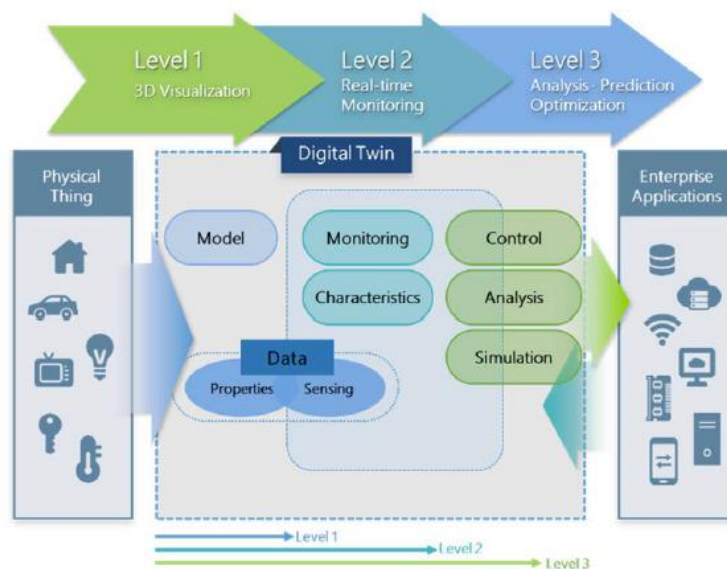 Level 1
3D Visualization
Level 2
Real-time
Monitoring
Level 3
Analysis · Prediction
Optimization
Digital Twin
Physical
Thing
Enterprise
Applications
Model
Monitoring
Control
Characteristics
Analysis
Simulation
Data
Properties
Sensing
Level 1
Level 2
Level 3